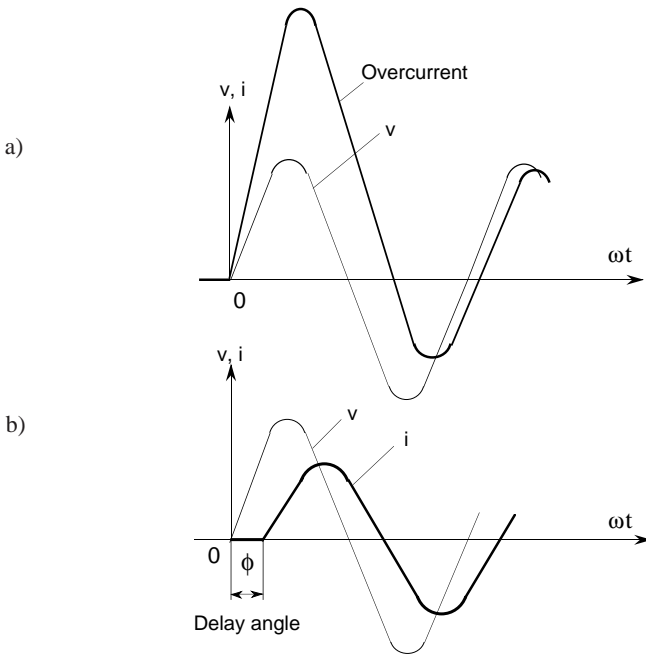 a)
v, i
Overcurrent
v
ωt
0
b)
v, i
v
i
ωt
0
ϕ
Delay angle